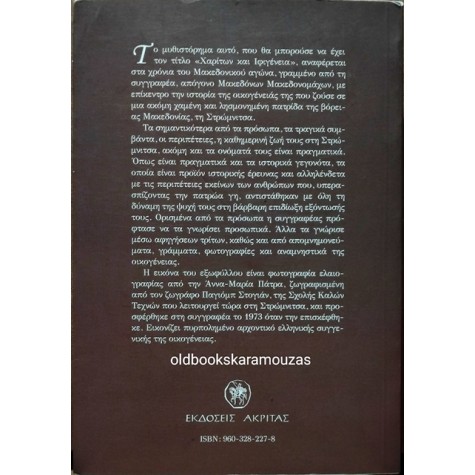 Το μυθιστόρημα αυτό, που θα μπορούσε να έχει
τον τίτλο «Χαρίτων και Ιφιγένεια», αναφέρεται
στα χρόνια του Μακεδονικού αγώνα, γραμμένο από τη
συγγραφέα, απόγονο Μακεδόνων Μακεδονομάχων, με
επίκεντρο την ιστορία της οικογένειάς της που ζούσε σε
μια ακόμη χαμένη και λησμονημένη πατρίδα της βόρει-
ας Μακεδονίας, τη Στρώμνιτσα.
Τα σημαντικότερα από τα πρόσωπα, τα τραγικά συμ-
βάντα, οι περιπέτειες, η καθημερινή ζωή τους στη Στρώ-
μνιτσα, ακόμη και τα ονόματά τους είναι πραγματικά.
Όπως είναι πραγματικά και τα ιστορικά γεγονότα, τα
οποία είναι προϊόν ιστορικής έρευνας και αλληλένδετα
με τις περιπέτειες εκείνων των ανθρώπων που, υπερα-
σπίζοντας την πατρώα γη, αντιστάθηκαν με όλη τη
δύναμη της ψυχή τους στη βάρβαρη επιδίωξη εξόντωσής
τους. Ορισμένα από τα πρόσωπα η συγγραφέας πρό-
φτασε να τα γνωρίσει προσωπικά. Άλλα τα γνώρισε
μέσω αφηγήσεων τρίτων, καθώς και από απομνημονεύ-
ματα, γράμματα, φωτογραφίες και αναμνηστικά της
οικογένειας.
Η εικόνα του εξωφύλλου είναι φωτογραφία ελαιο-
γραφίας από την Άννα-Μαρία Πάτρα, ζωγραφισμένη
από τον ζωγράφο Παγιόμπ Στογιάν, της Σχολής Καλών
Τεχνών που λειτουργεί τώρα στη Στρώμνιτσα, και προ-
σφέρθηκε στη συγγραφέα το 1973 όταν την επισκέφθη-
κε. Εικονίζει πυρπολημένο αρχοντικό ελληνικής συγγε-
νικής της οικογένειας.
oldbookskaramouzas
ΕΚΔΟΣΕΙΣ ΑΚΡΙΤΑΣ
ISBN: 960-328-227-8